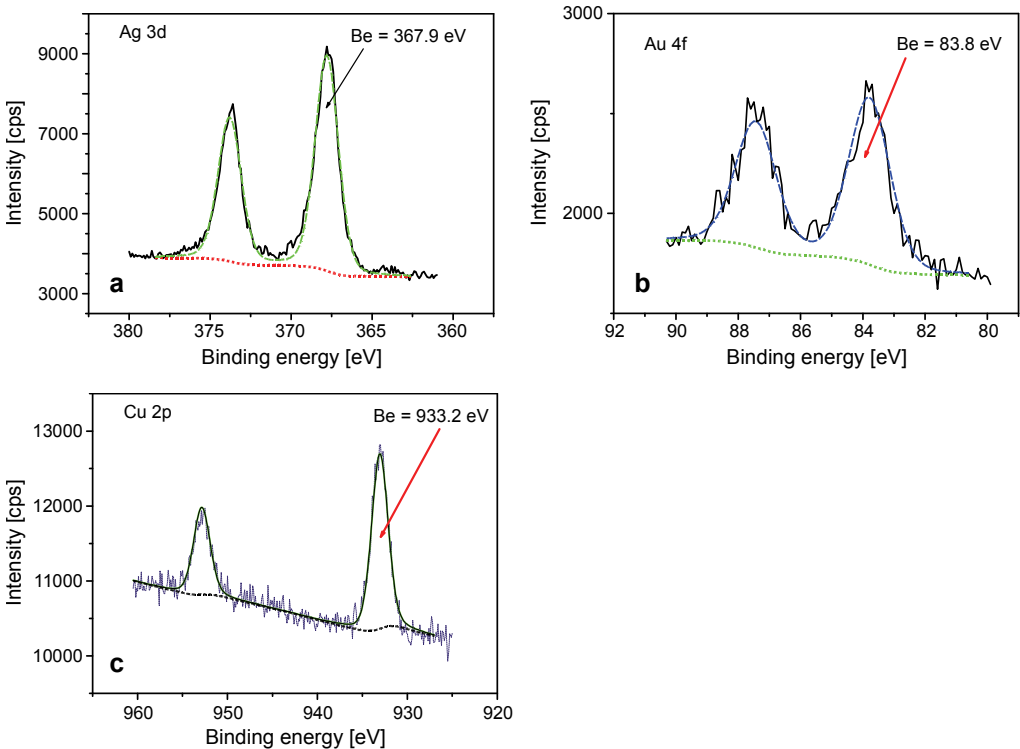 Ag 3d
Be = 367.9 eV
9000
7000
5000
3000
Intensity [cps]
a
380 375 370 365 360
Binding energy [eV]
Au 4f
Be = 83.8 eV
3000
2000
Intensity [cps]
b
92 90 88 86 84 82 80
Binding energy [eV]
Cu 2p
Be = 933.2 eV
13000
12000
11000
10000
Intensity [cps]
c
960 950 940 930 920
Binding energy [eV]